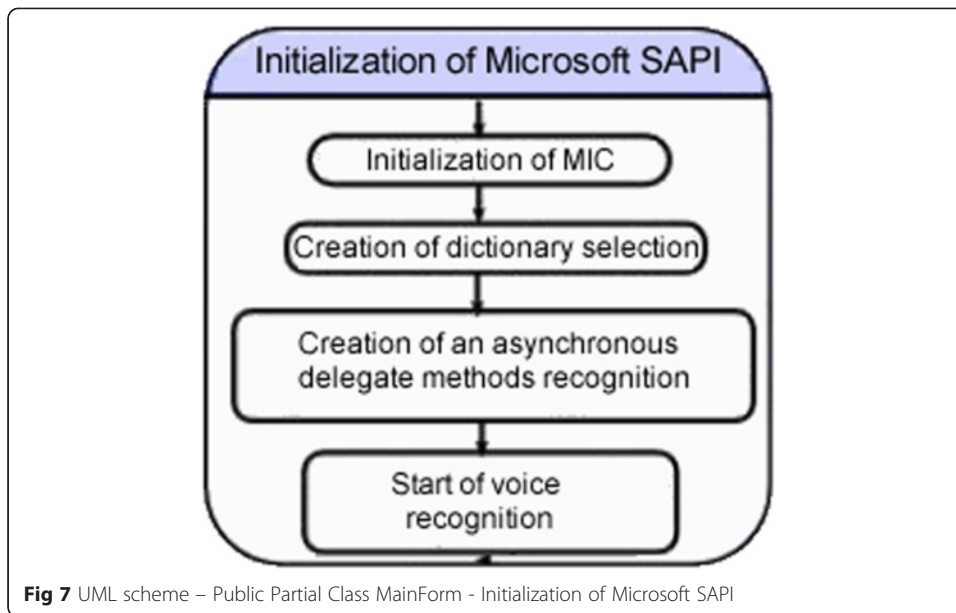 Initialization of Microsoft SAPI
Initialization of MIC
Creation of dictionary selection
Creation of an asynchronous
delegate methods recognition
Start of voice
recognition
Fig 7 UML scheme – Public Partial Class MainForm - Initialization of Microsoft SAPI